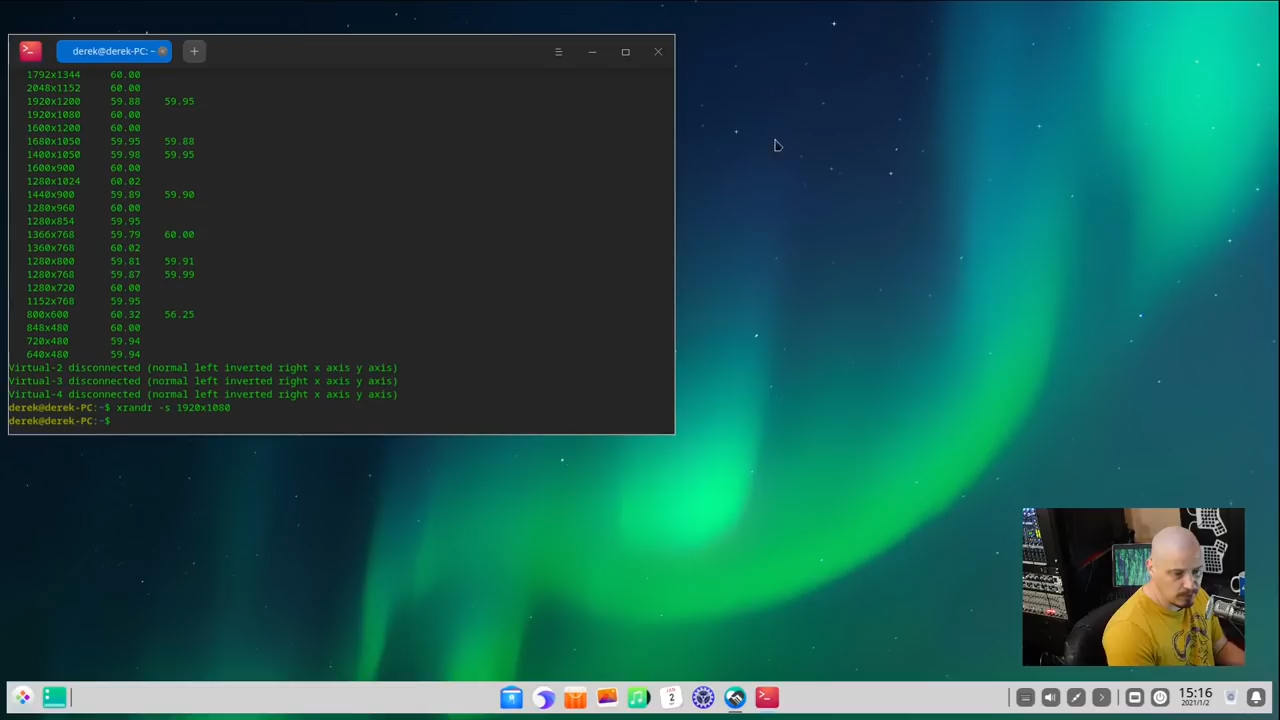 derek@derek-PC: ~
1792x1344 60.00
2048x1152 60.00
1920x1200 59.88 59.95
1920x1080 60.00
1600x1200 60.00
1680x1050 59.95 59.88
1400x1050 59.98 59.95
1600x900 60.00
1280x1024 60.02
1440x900 59.89 59.90
1280x960 60.00
1280x854 59.95
1366x768 59.79 60.00
1360x768 60.02
1280x800 59.81 59.91
1280x768 59.87 59.99
1280x720 60.00
1152x768 59.95
800x600 60.32 56.25
848x480 60.00
720x480 59.94
640x480 59.94
Virtual-2 disconnected (normal left inverted right x axis y axis)
Virtual-3 disconnected (normal left inverted right x axis y axis)
Virtual-4 disconnected (normal left inverted right x axis y axis)
derek@derek-PC:~$ xrandr -s 1920x1080
derek@derek-PC:~$
JAN
2
15:16
2021/1/2